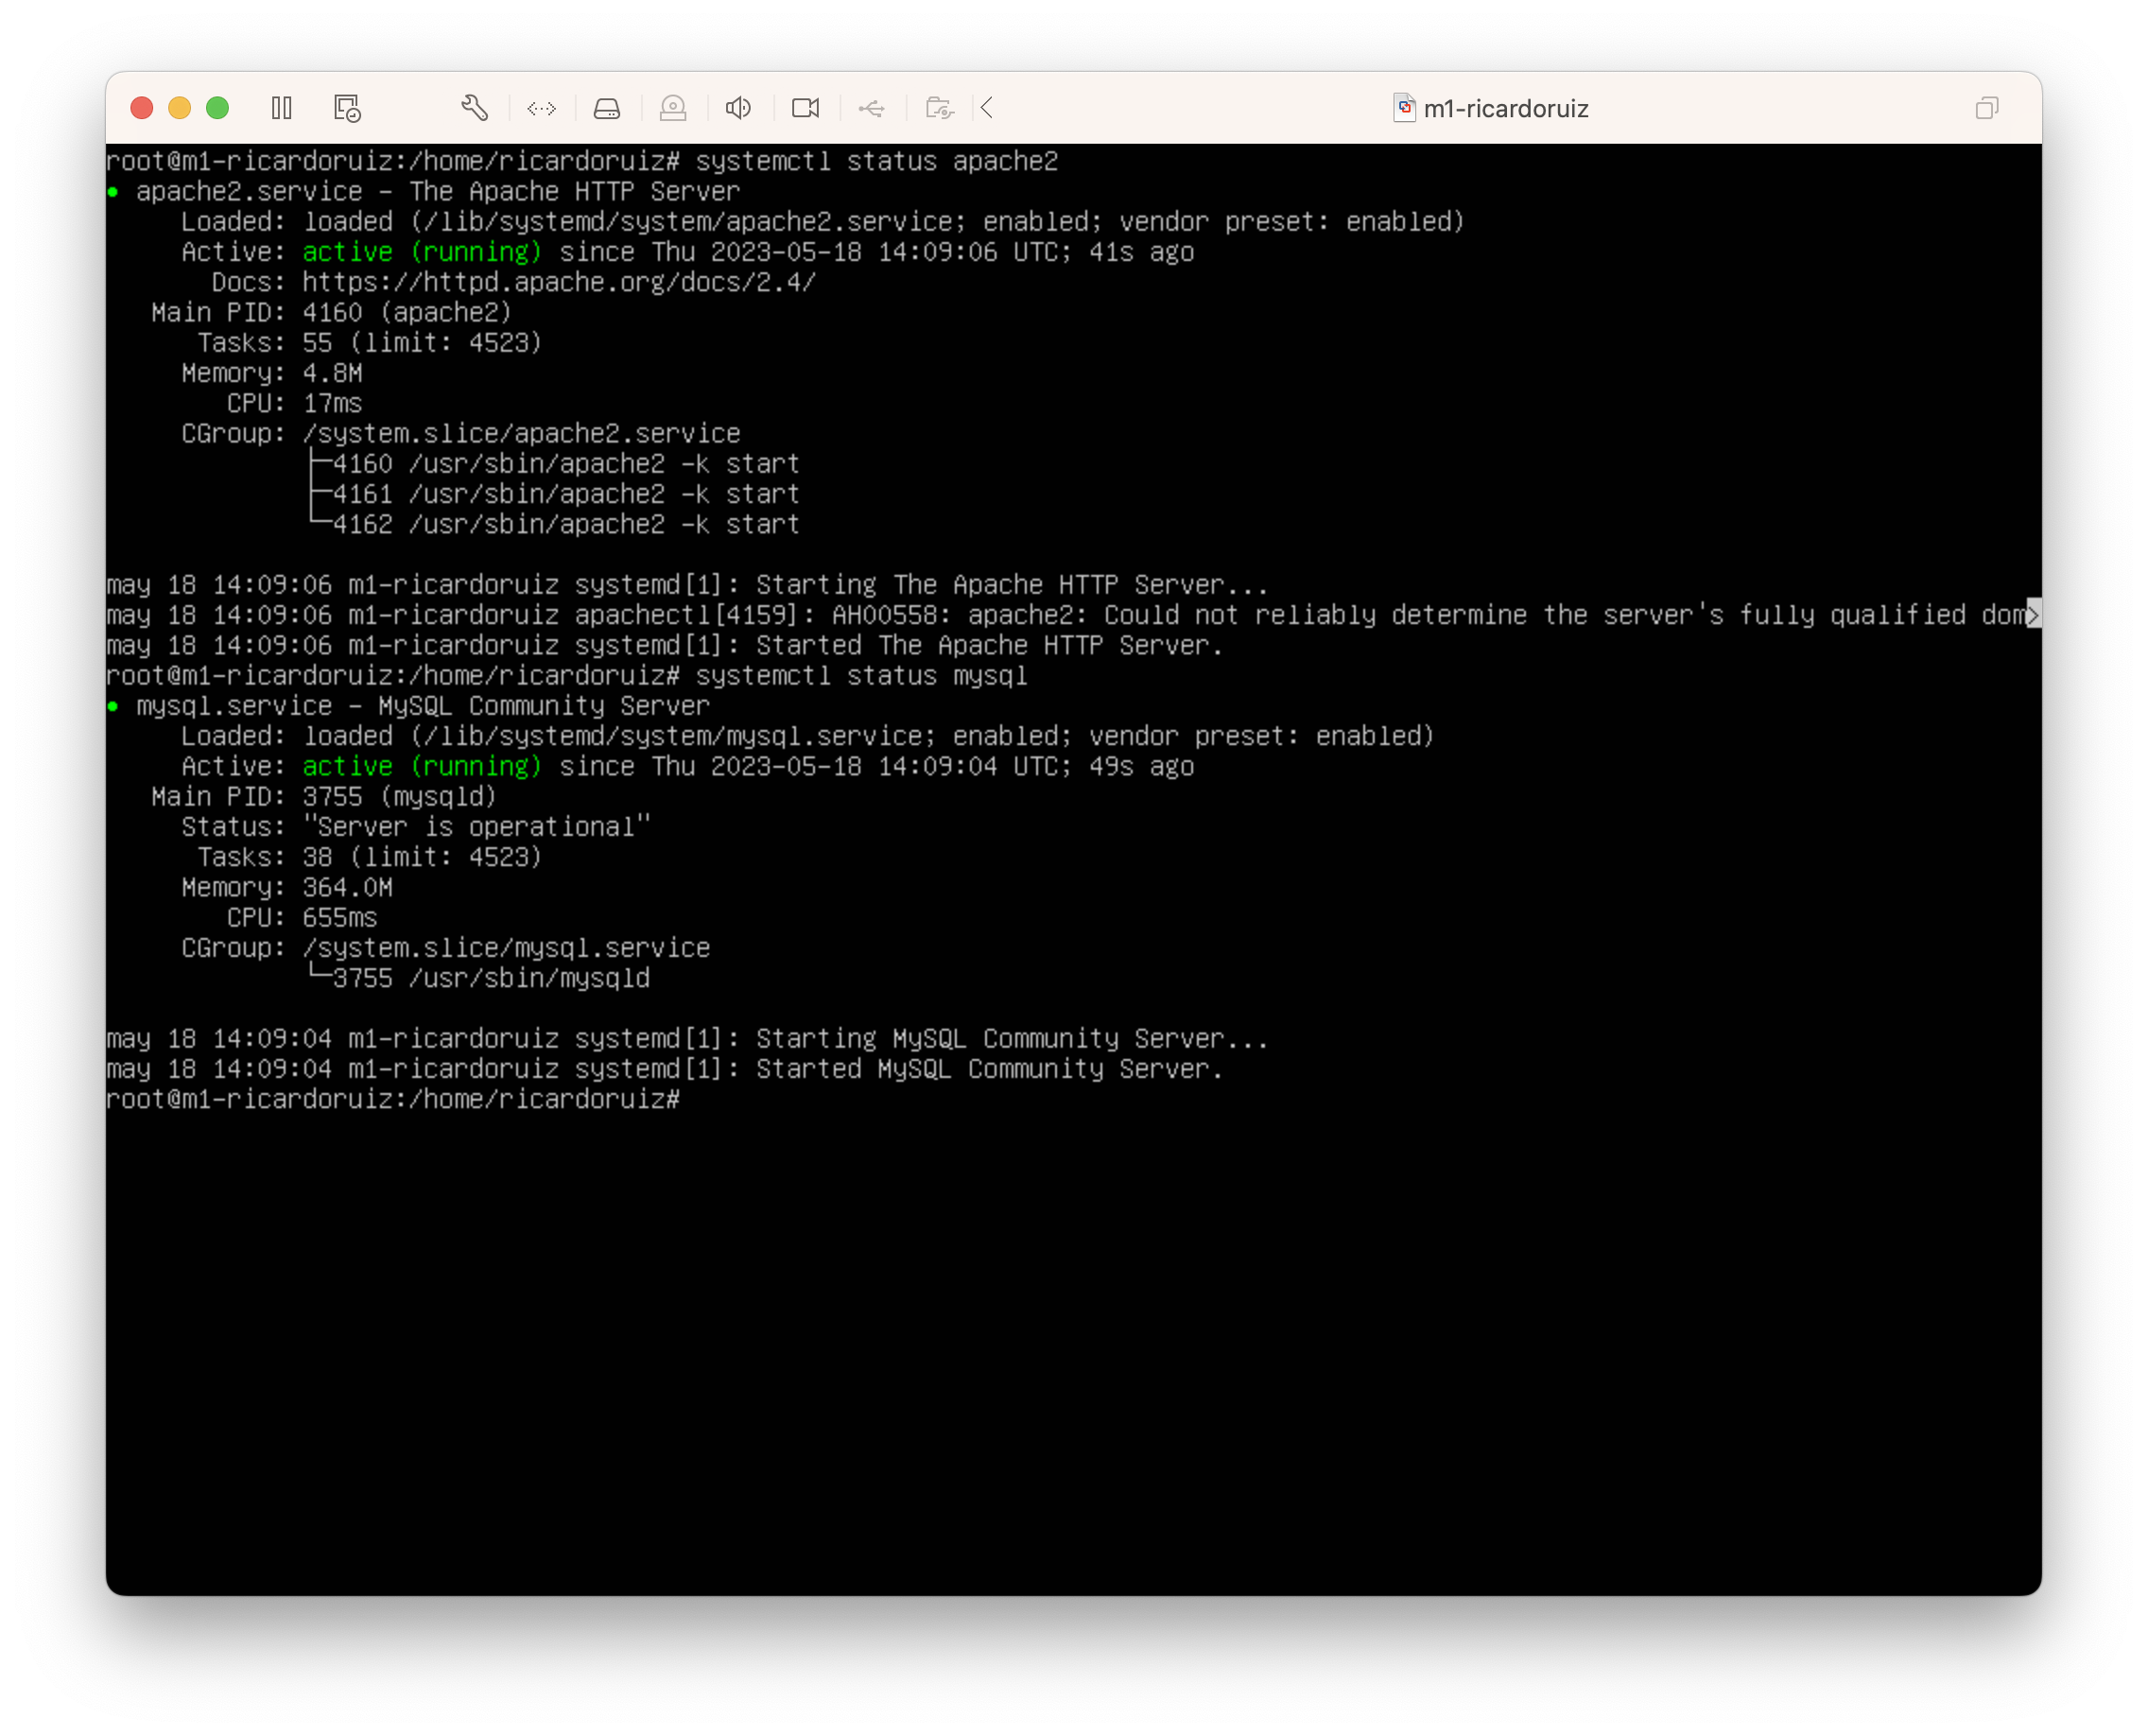 m1-ricardoruiz
root@m1-ricardoruiz:/home/ricardoruiz# systemctl status apache2
● apache2.service - The Apache HTTP Server
     Loaded: loaded (/lib/systemd/system/apache2.service; enabled; vendor preset: enabled)
     Active: active (running) since Thu 2023-05-18 14:09:06 UTC; 41s ago
       Docs: https://httpd.apache.org/docs/2.4/
   Main PID: 4160 (apache2)
      Tasks: 55 (limit: 4523)
     Memory: 4.8M
        CPU: 17ms
     CGroup: /system.slice/apache2.service
             ├─4160 /usr/sbin/apache2 -k start
             ├─4161 /usr/sbin/apache2 -k start
             └─4162 /usr/sbin/apache2 -k start
may 18 14:09:06 m1-ricardoruiz systemd[1]: Starting The Apache HTTP Server...
may 18 14:09:06 m1-ricardoruiz apachectl[4159]: AH00558: apache2: Could not reliably determine the server's fully qualified dom>
may 18 14:09:06 m1-ricardoruiz systemd[1]: Started The Apache HTTP Server.
root@m1-ricardoruiz:/home/ricardoruiz# systemctl status mysql
● mysql.service - MySQL Community Server
     Loaded: loaded (/lib/systemd/system/mysql.service; enabled; vendor preset: enabled)
     Active: active (running) since Thu 2023-05-18 14:09:04 UTC; 49s ago
   Main PID: 3755 (mysqld)
     Status: "Server is operational"
      Tasks: 38 (limit: 4523)
     Memory: 364.0M
        CPU: 655ms
     CGroup: /system.slice/mysql.service
             └─3755 /usr/sbin/mysqld
may 18 14:09:04 m1-ricardoruiz systemd[1]: Starting MySQL Community Server...
may 18 14:09:04 m1-ricardoruiz systemd[1]: Started MySQL Community Server.
root@m1-ricardoruiz:/home/ricardoruiz#